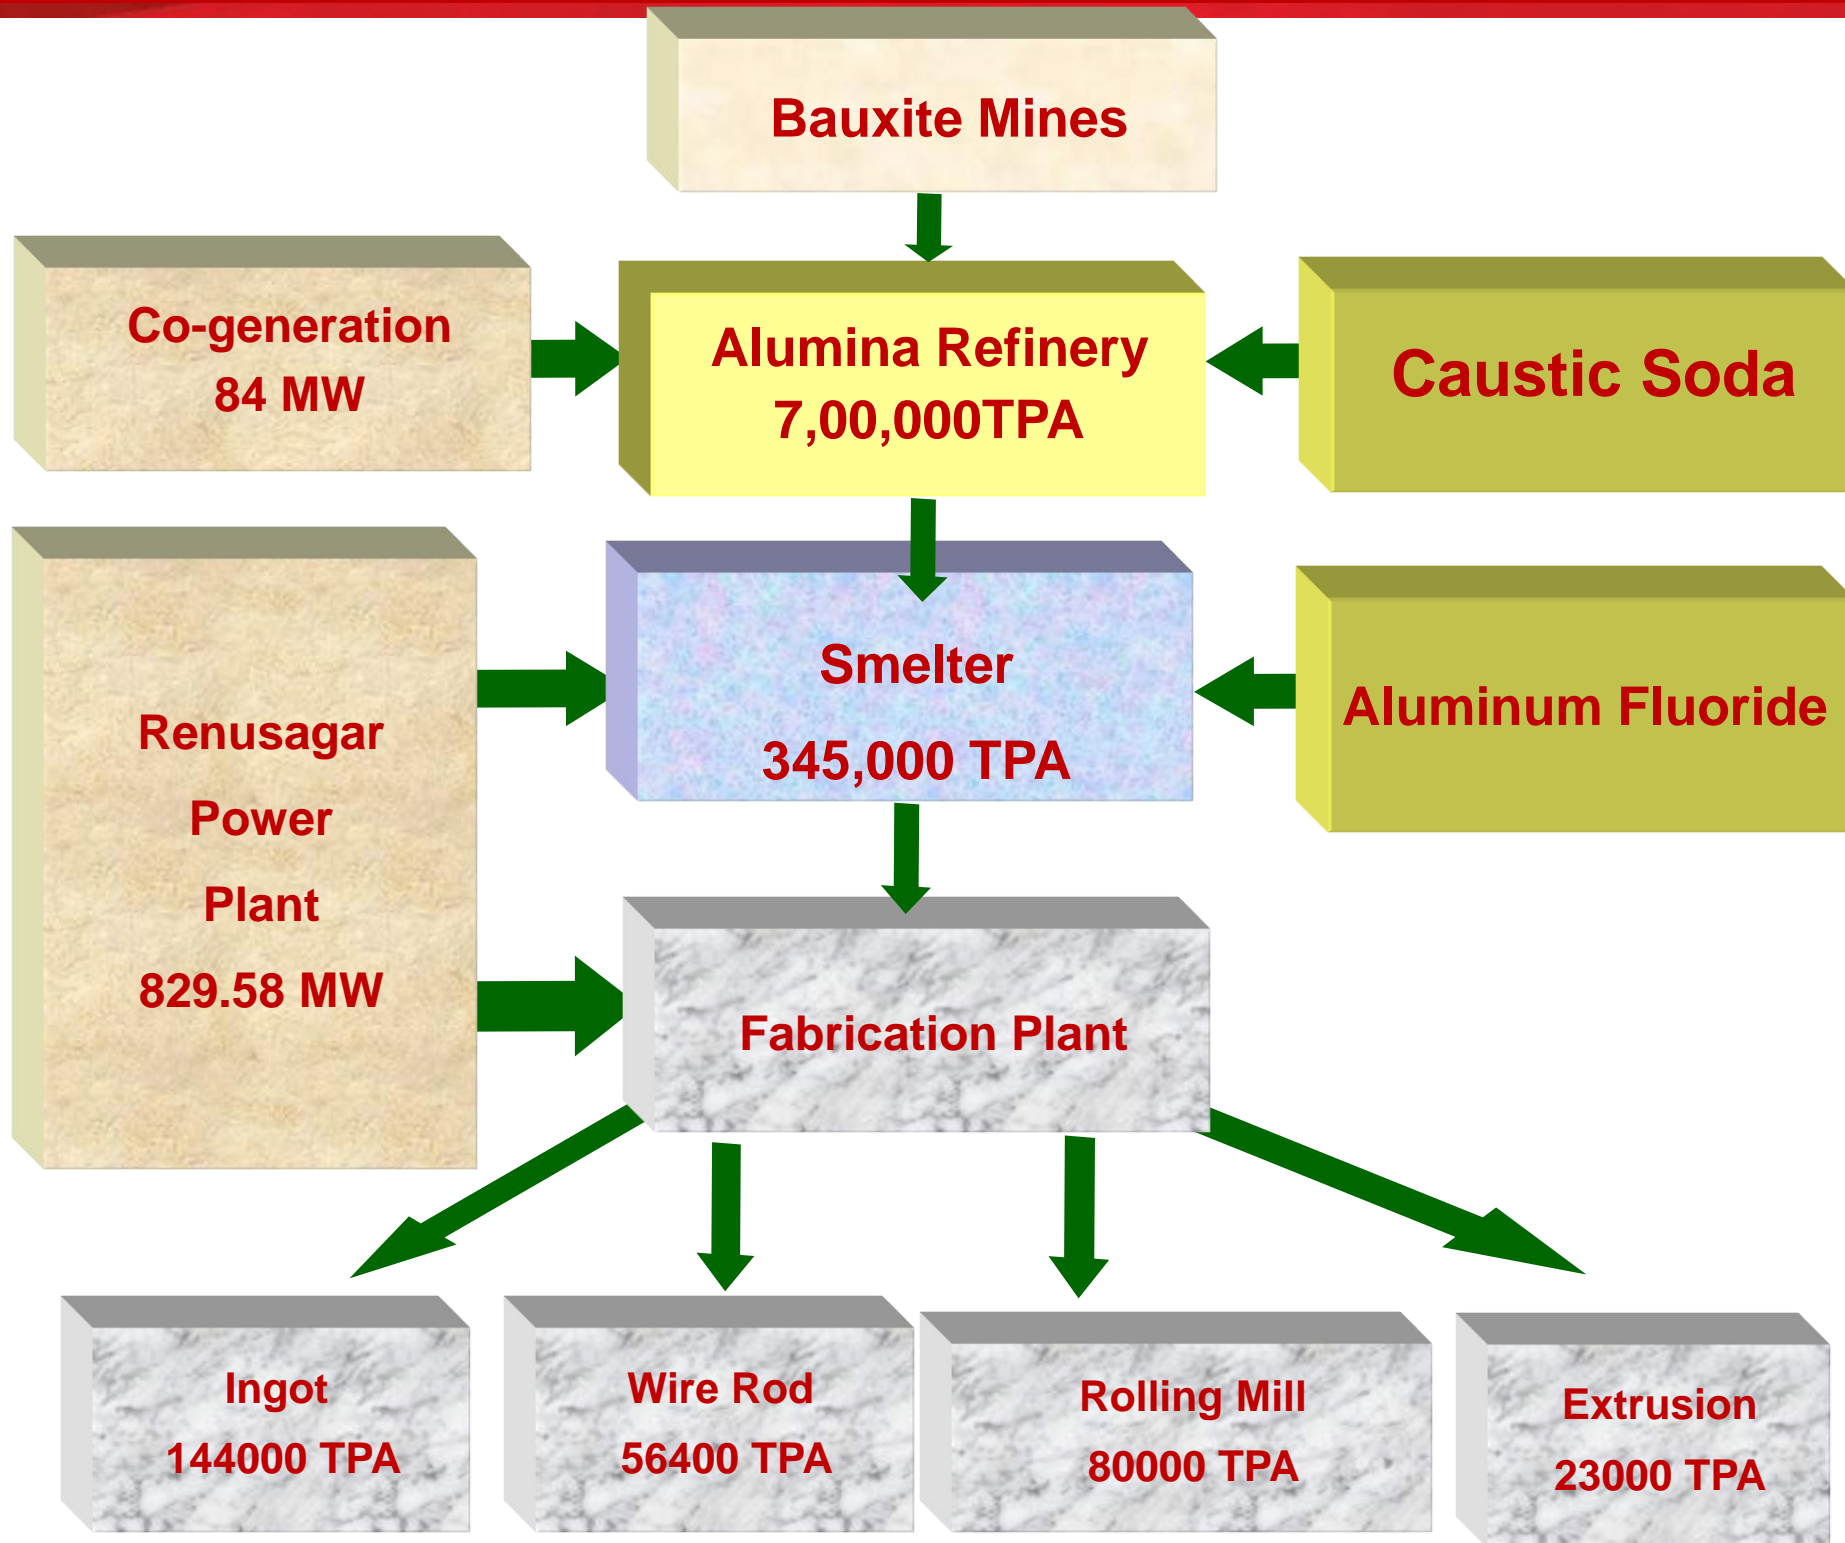 Bauxite Mines
Co-generation
84 MW
Alumina Refinery
7,00,000TPA
Caustic Soda
Renusagar
Power
Plant
829.58 MW
Smelter
345,000 TPA
Aluminum Fluoride
Fabrication Plant
Ingot
144000 TPA
Wire Rod
56400 TPA
Rolling Mill
80000 TPA
Extrusion
23000 TPA